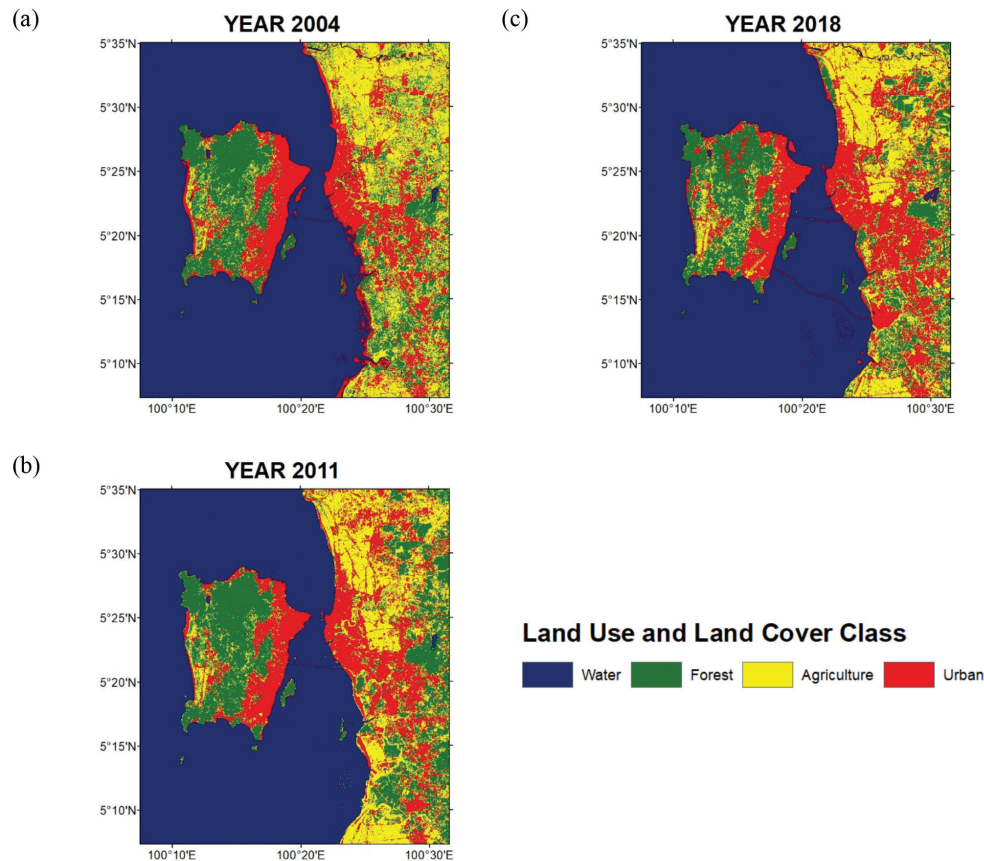 (a)
YEAR 2004
5°35'N
5°30'N
5°25'N
5°20'N
5°15'N
5°10'N
100°10'E 100°20'E 100°30'E
(c)
YEAR 2018
5°35'N
5°30'N
5°25'N
5°20'N
5°15'N
5°10'N
100°10'E 100°20'E 100°30'E
(b)
YEAR 2011
5°35'N
5°30'N
5°25'N
5°20'N
5°15'N
5°10'N
100°10'E 100°20'E 100°30'E
Land Use and Land Cover Class
Water Forest Agriculture Urban